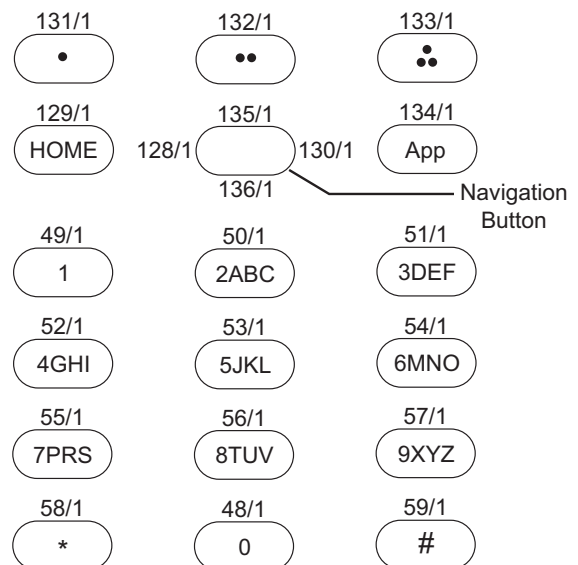 131/1 132/1 133/1
129/1 135/1 134/1
HOME 128/1 130/1 App
136/1 Navigation
Button
49/1 50/1 51/1
1 2ABC 3DEF
52/1 53/1 54/1
4GHI 5JKL 6MNO
55/1 56/1 57/1
7PRS 8TUV 9XYZ
58/1 48/1 59/1
* 0 #